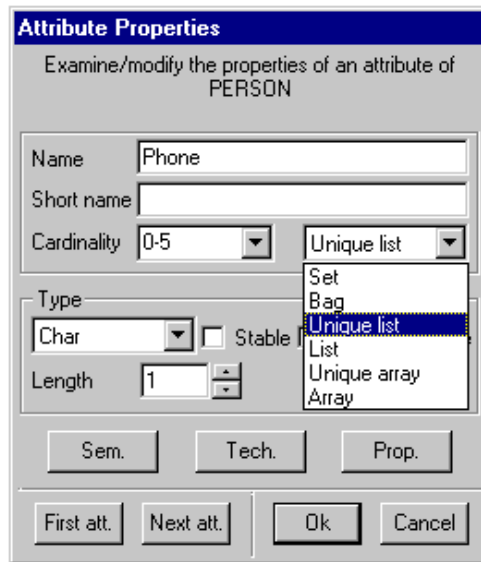 Attribute Properties
Examine/modify the properties of an attribute of
PERSON
Name Phone
Short name
Cardinality 0-5 Unique list
Set
Bag
Unique list
List
Unique array
Array
Type
Char Stable
Length 1
Sem. Tech. Prop.
First att. Next att. Ok Cancel